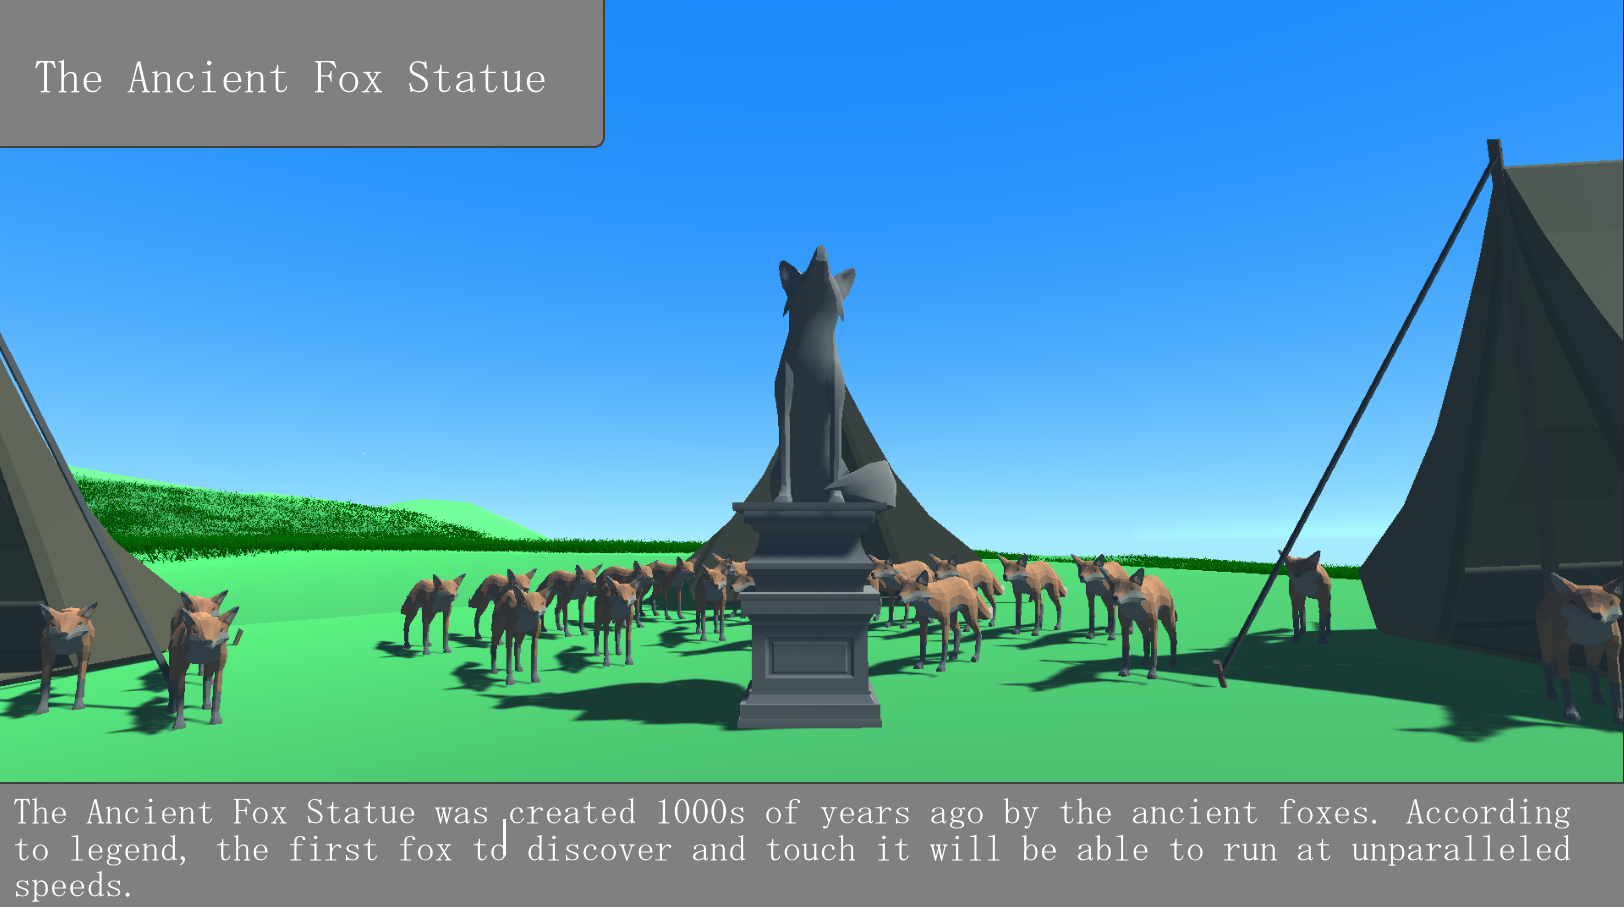 The Ancient Fox Statue
The Ancient Fox Statue was created 1000s of years ago by the ancient foxes. According
to legend, the first fox to discover and touch it will be able to run at unparalleled
speeds.